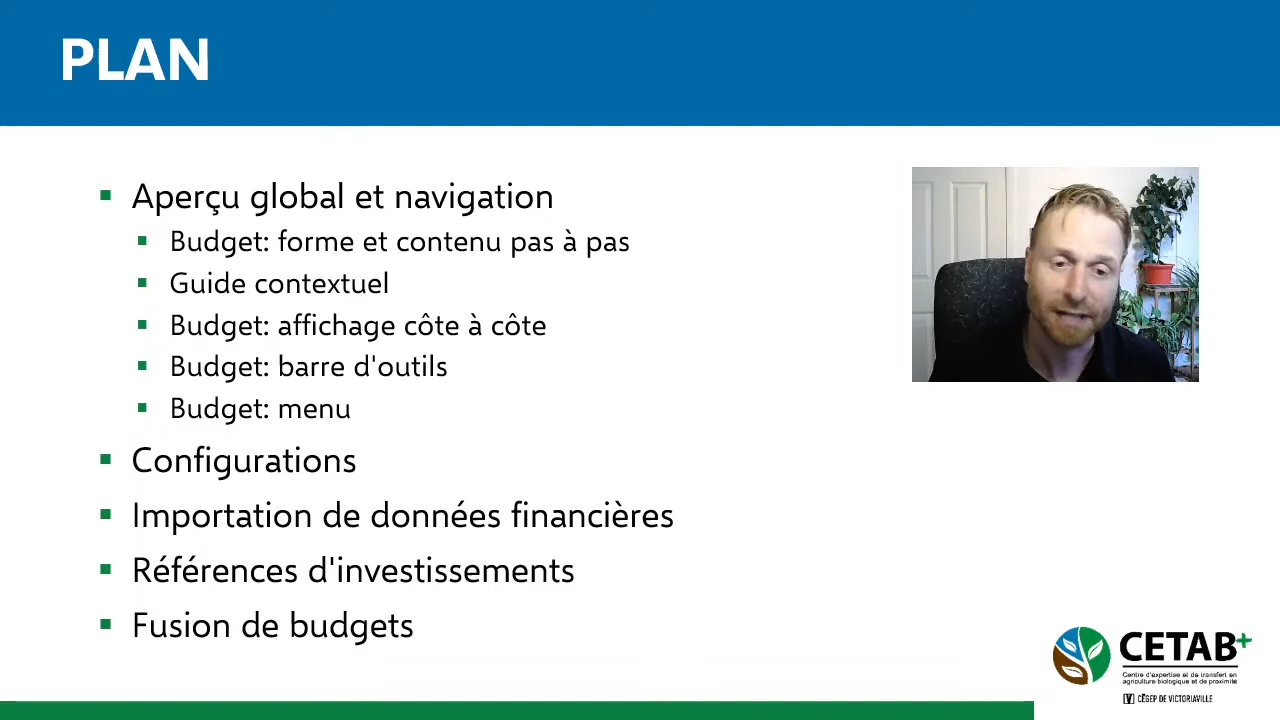 PLAN
Aperçu global et navigation
Budget: forme et contenu pas à pas
Guide contextuel
Budget: affichage côte à côte
Budget: barre d'outils
Budget: menu
Configurations
Importation de données financières
Références d'investissements
Fusion de budgets
CETAB+
Centre d'expertise et de transfert en
agriculture biologique et de proximité
CÉGEP DE VICTORIAVILLE